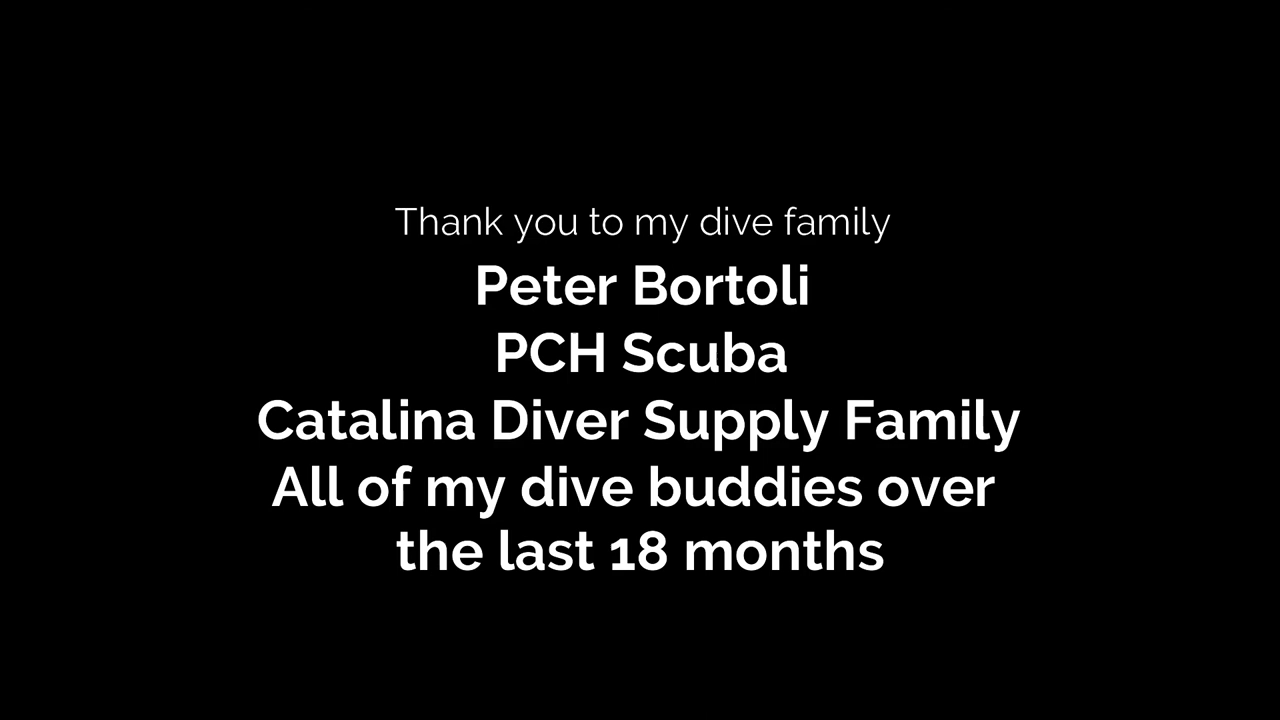 Thank you to my dive family
Peter Bortoli
PCH Scuba
Catalina Diver Supply Family
All of my dive buddies over
the last 18 months